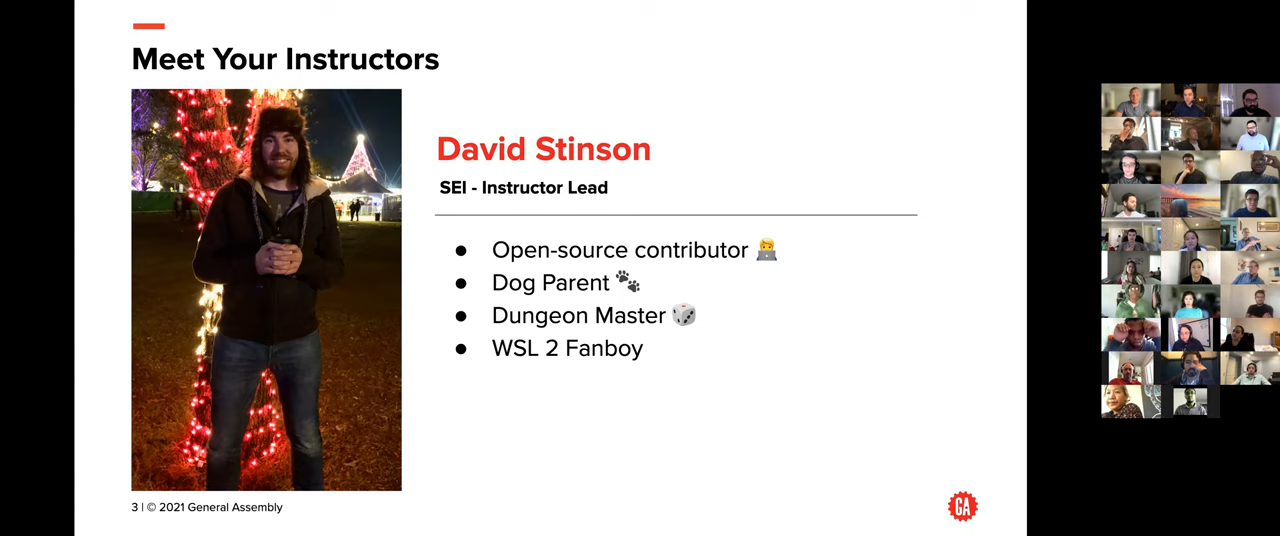 Meet Your Instructors
David Stinson
SEI - Instructor Lead
● Open-source contributor 🧑‍💻
● Dog Parent 🐾
● Dungeon Master 🎲
● WSL 2 Fanboy
3 | © 2021 General Assembly
GA